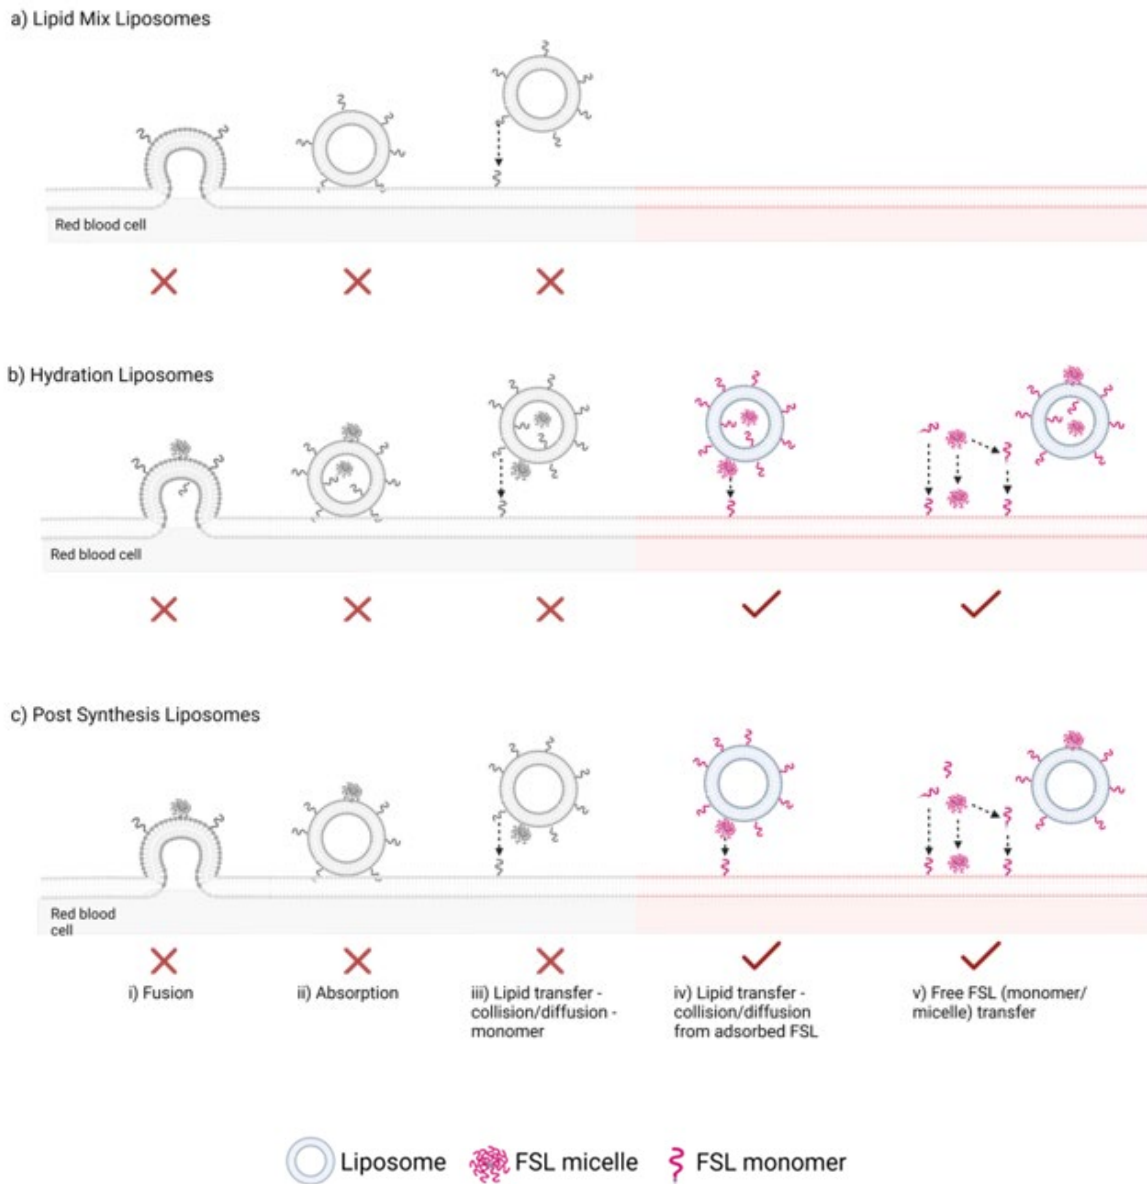 a) Lipid Mix Liposomes
Red blood cell
b) Hydration Liposomes
Red blood cell
c) Post Synthesis Liposomes
Red blood
cell
i) Fusion
ii) Absorption
iii) Lipid transfer -
collision/diffusion -
monomer
iv) Lipid transfer -
collision/diffusion
from adsorbed FSL
v) Free FSL (monomer/
micelle) transfer
Liposome
FSL micelle
FSL monomer